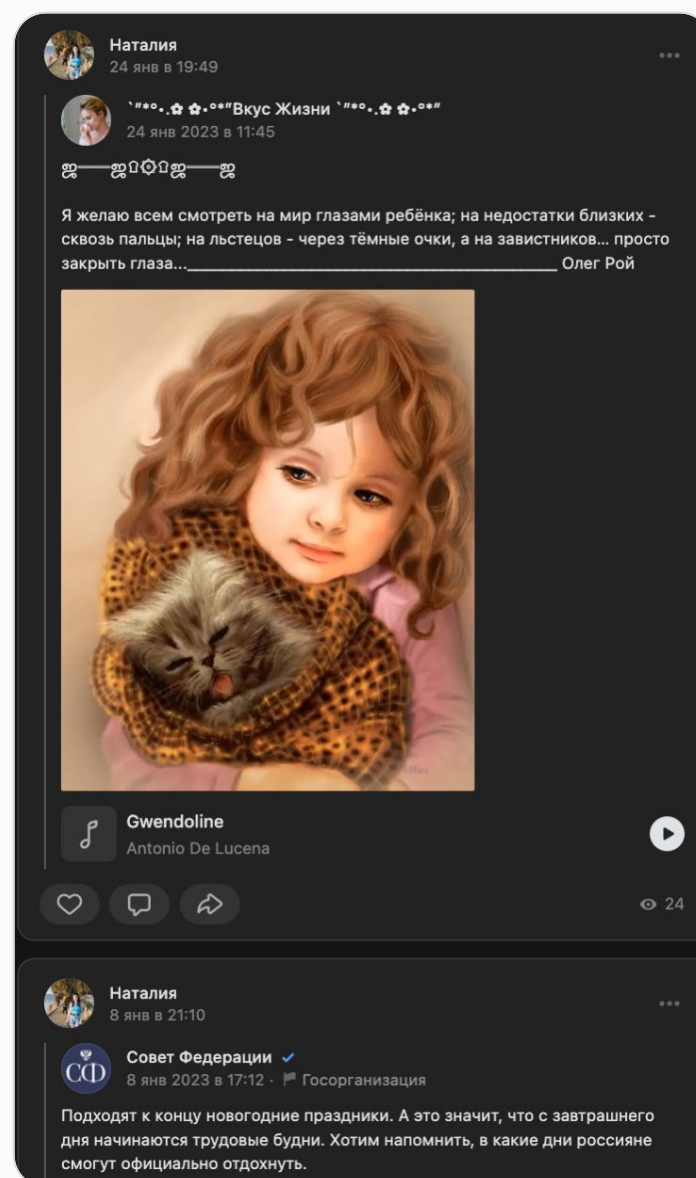 Наталия
24 янв в 19:49
`"*°•.✿ ✿•°*"Вкус Жизни `"*°•.✿ ✿•°*"
24 янв 2023 в 11:45
ஜ══─ஜ۩۞۩ஜ══─ஜ
Я желаю всем смотреть на мир глазами ребёнка; на недостатки близких -
сквозь пальцы; на льстецов - через тёмные очки, а на завистников... просто
закрыть глаза...________________________________________________ Олег Рой
Gwendoline
Antonio De Lucena
24
Наталия
8 янв в 21:10
СФ
Совет Федерации
8 янв 2023 в 17:12 · Госорганизация
Подходят к концу новогодние праздники. А это значит, что с завтрашнего
дня начинаются трудовые будни. Хотим напомнить, в какие дни россияне
смогут официально отдохнуть.